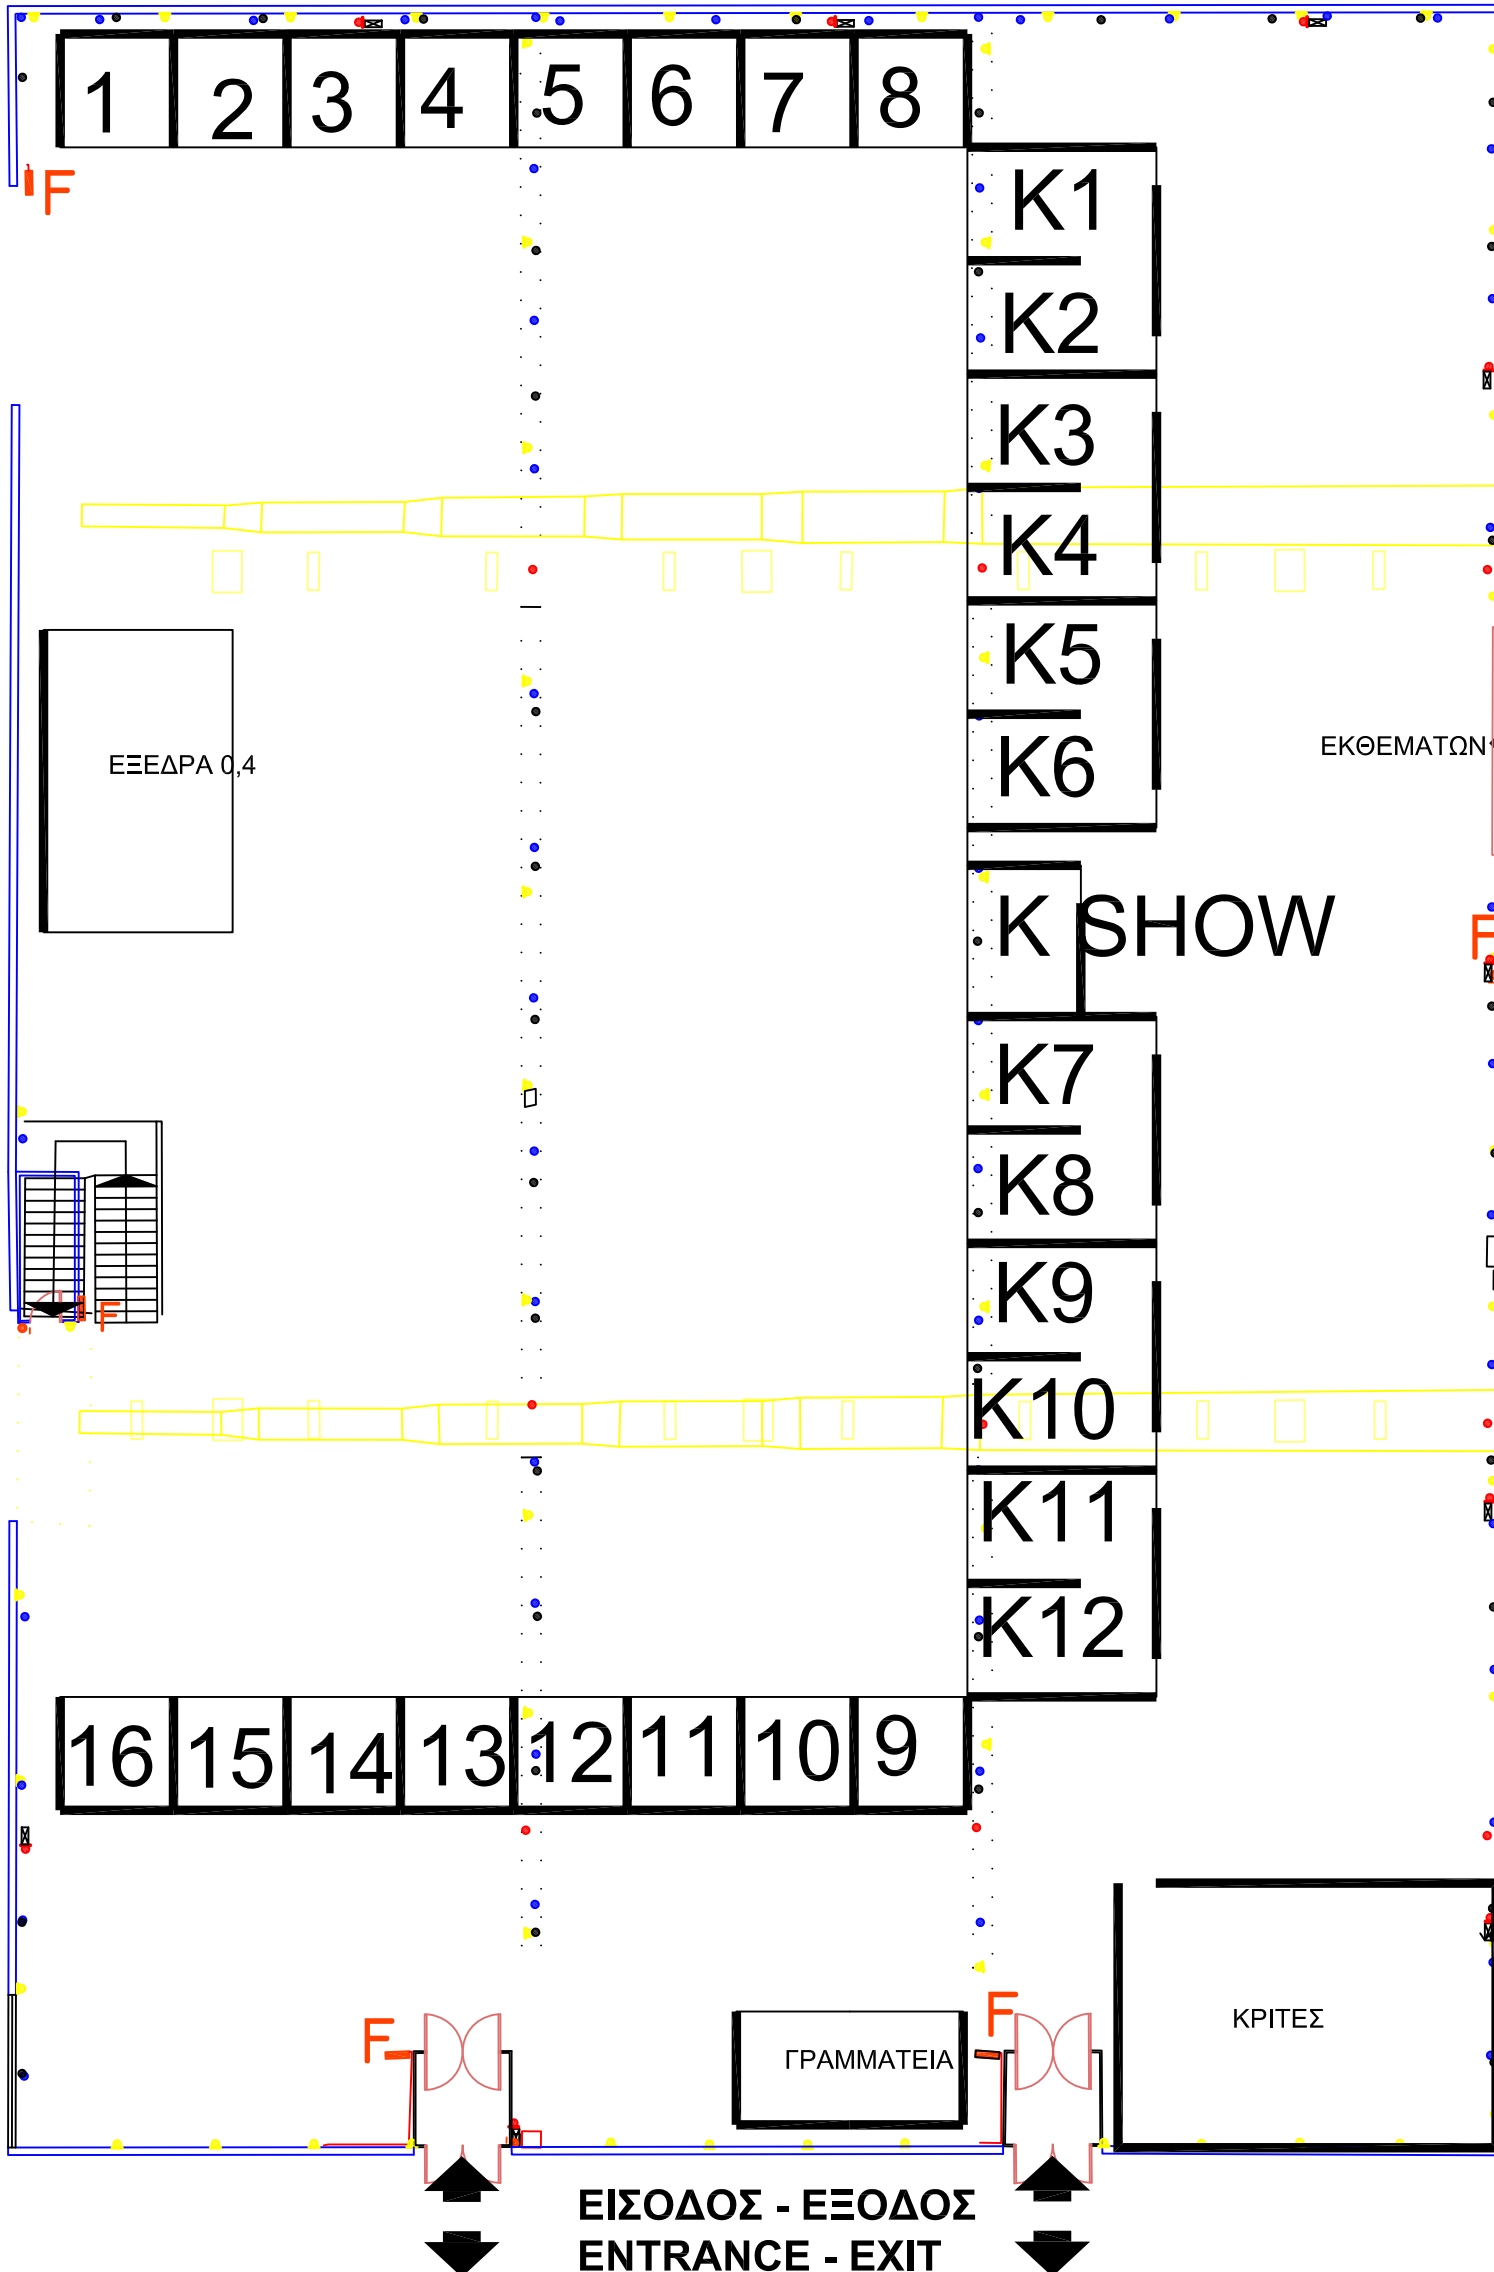 1 2 3 4 5 6 7 8
F
K1
K2
K3
K4
K5
ΕΞΕΔΡΑ 0,4
K6
ΕΚΘΕΜΑΤΩΝ
K SHOW
F
K7
K8
K9
F
K10
K11
K12
16 15 14 13 12 11 10 9
F
F
ΚΡΙΤΕΣ
ΓΡΑΜΜΑΤΕΙΑ
ΕΙΣΟΔΟΣ - ΕΞΟΔΟΣ
ENTRANCE - EXIT